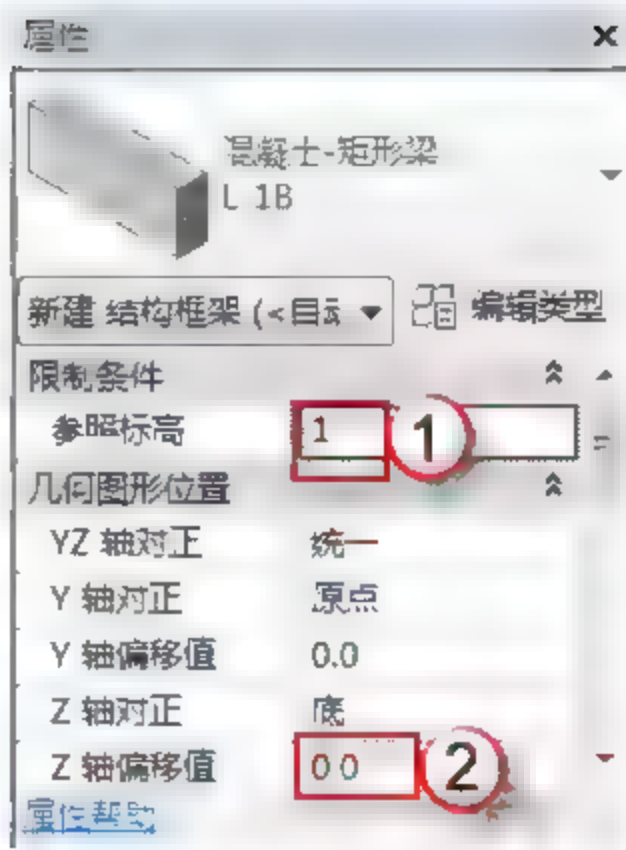 属性
混凝土-矩形梁
L 1B
新建 结构框架 (<目示 编辑类型
限制条件
参照标高 1 1
几何图形位置
YZ 轴对正 统一
Y 轴对正 原点
Y 轴偏移值 0.0
Z 轴对正 底
Z 轴偏移值 0 0 2
属性帮助